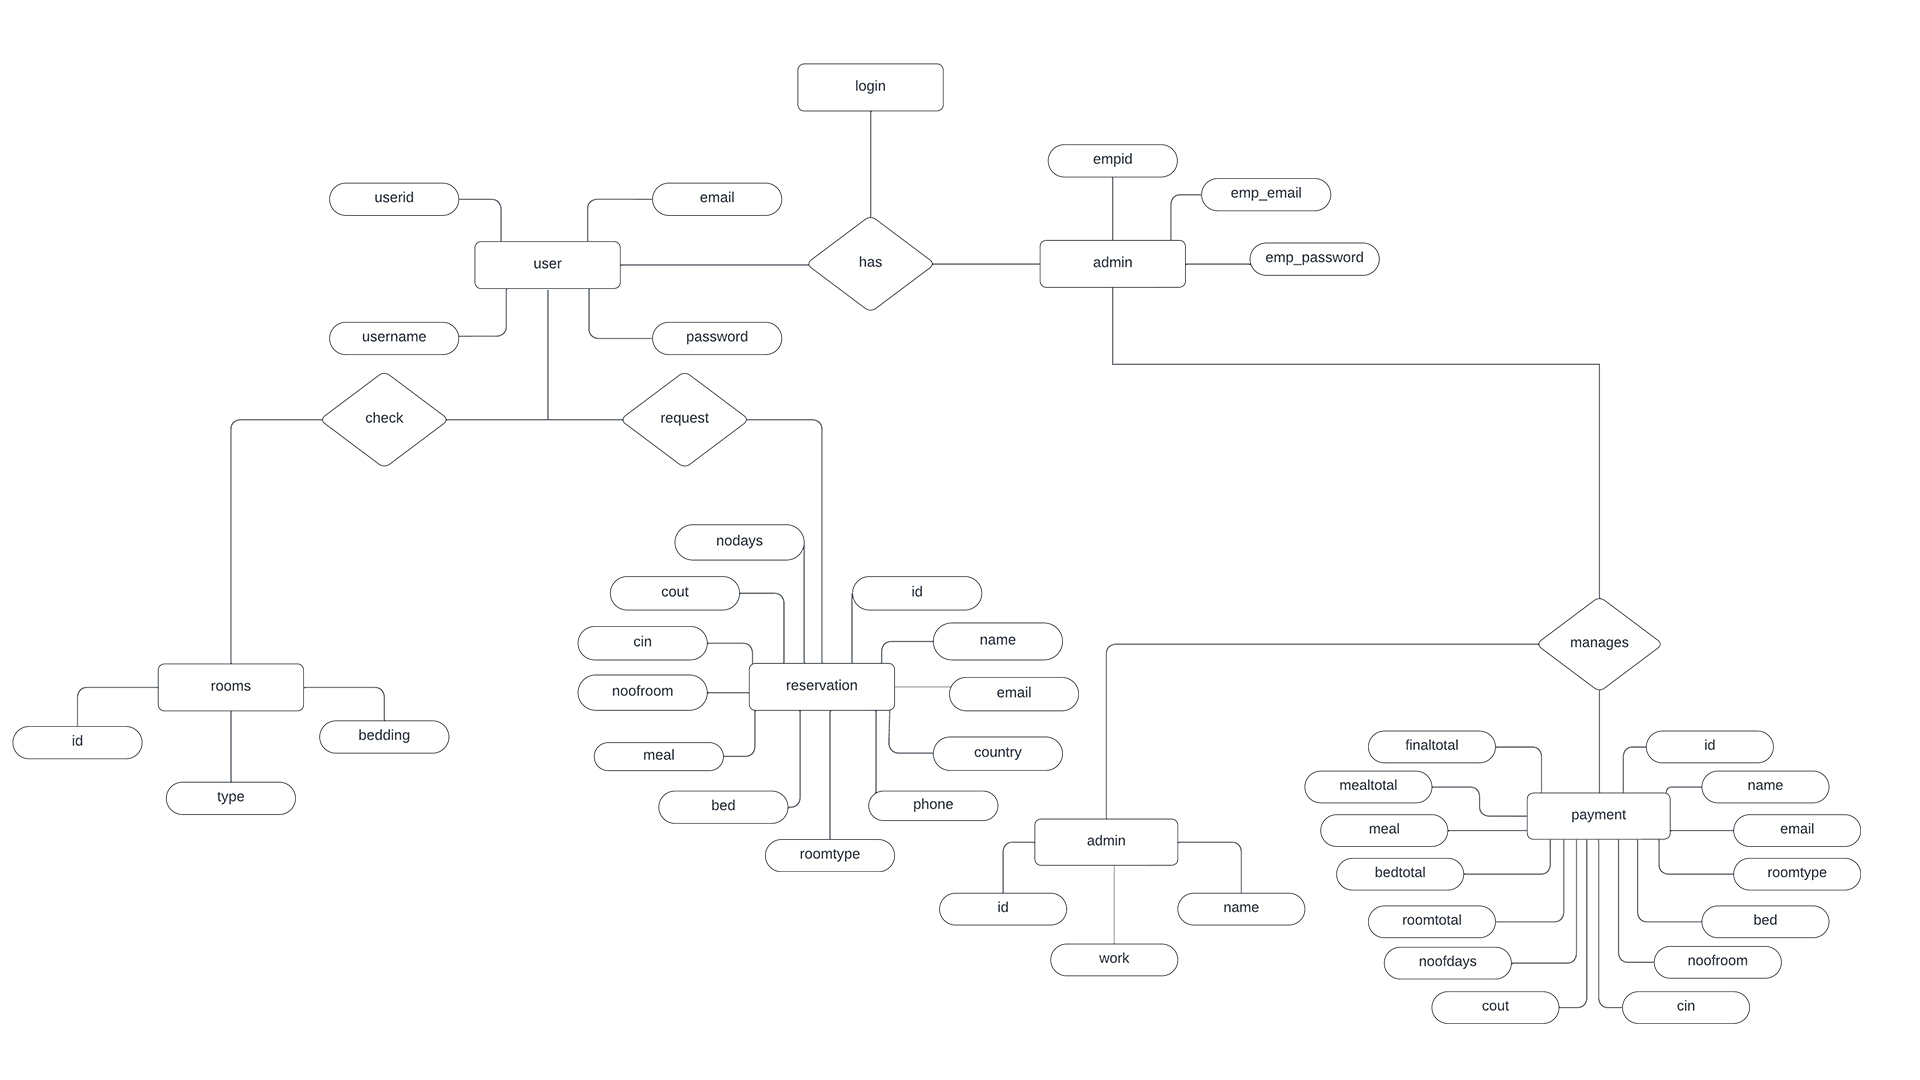 login
empid
emp_email
userid
email
user
has
admin
emp_password
username
password
check
request
nodays
cout
id
cin
name
manages
rooms
noofroom
reservation
email
id
type
bedding
meal
country
bed
phone
roomtype
admin
id
work
name
finaltotal
id
mealtotal
name
payment
meal
email
bedtotal
roomtype
roomtotal
bed
noofdays
noofroom
cout
cin